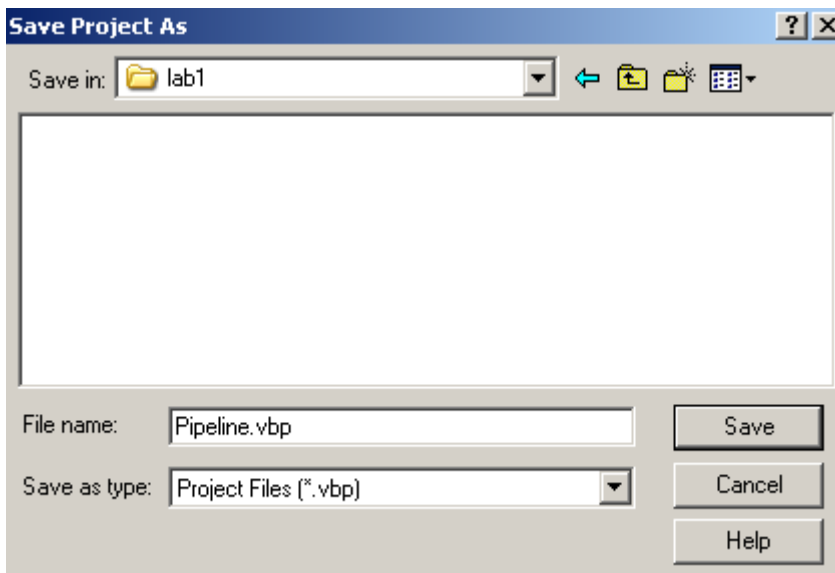 Save Project As
Save in: lab1
File name: Pipeline.vbp Save
Save as type: Project Files (*.vbp) Cancel
Help